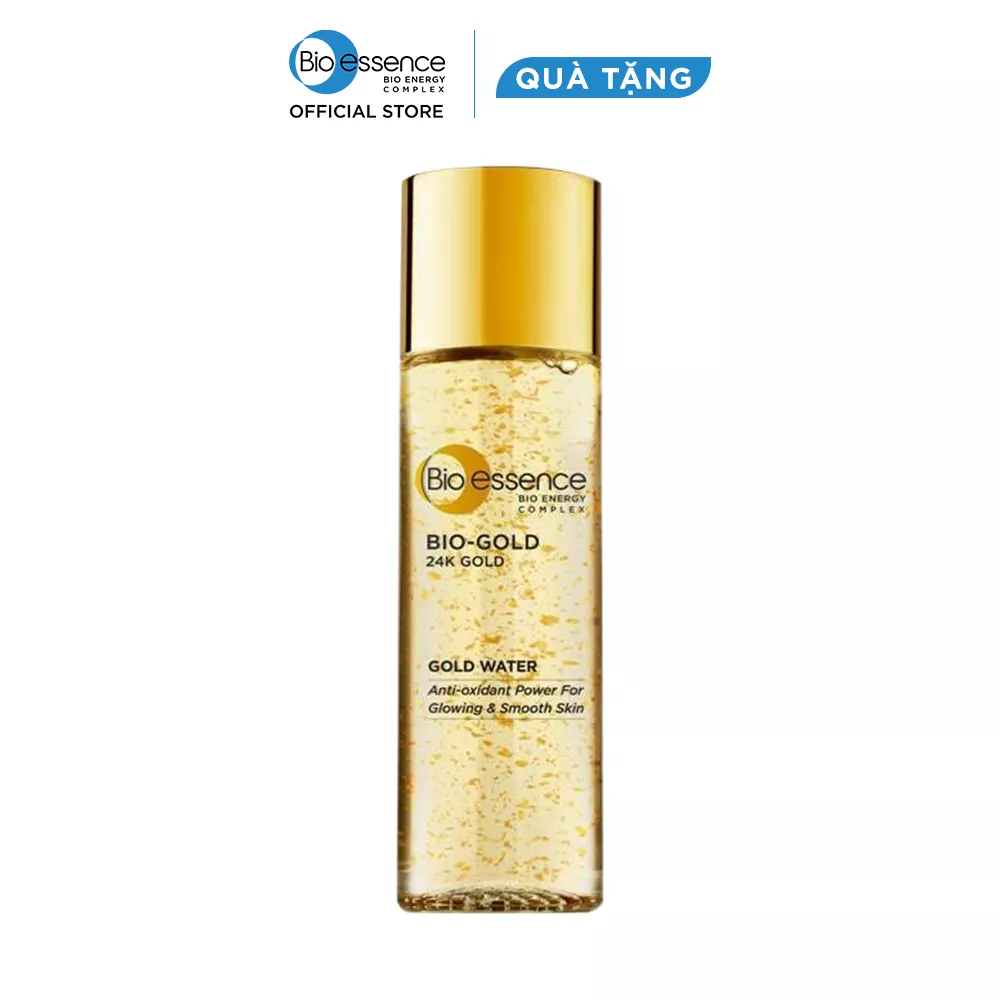 Bio essence
BIO ENERGY
COMPLEX
OFFICIAL STORE
QUÀ TẶNG
Bio essence
BIO ENERGY
COMPLEX
BIO-GOLD
24K GOLD
GOLD WATER
Anti-oxidant Power For
Glowing & Smooth Skin